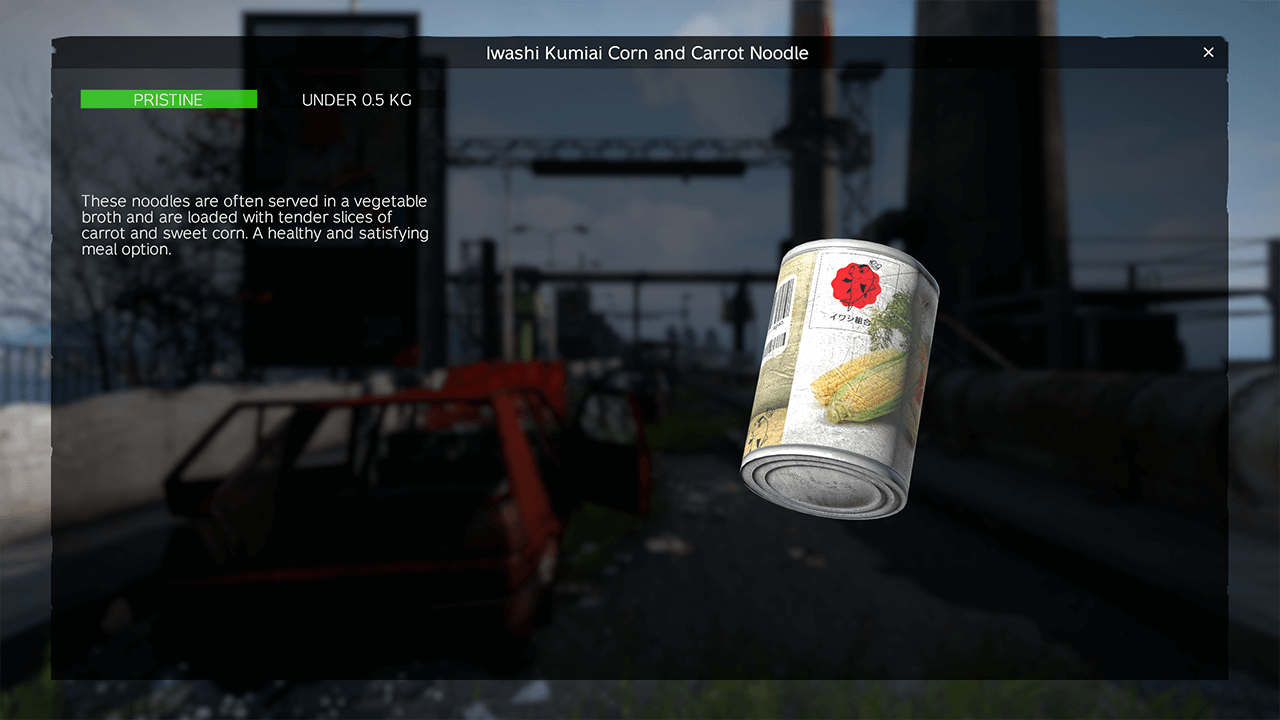 Iwashi Kumiai Corn and Carrot Noodle
PRISTINE
UNDER 0.5 KG
These noodles are often served in a vegetable
broth and are loaded with tender slices of
carrot and sweet corn. A healthy and satisfying
meal option.
イワシ組合